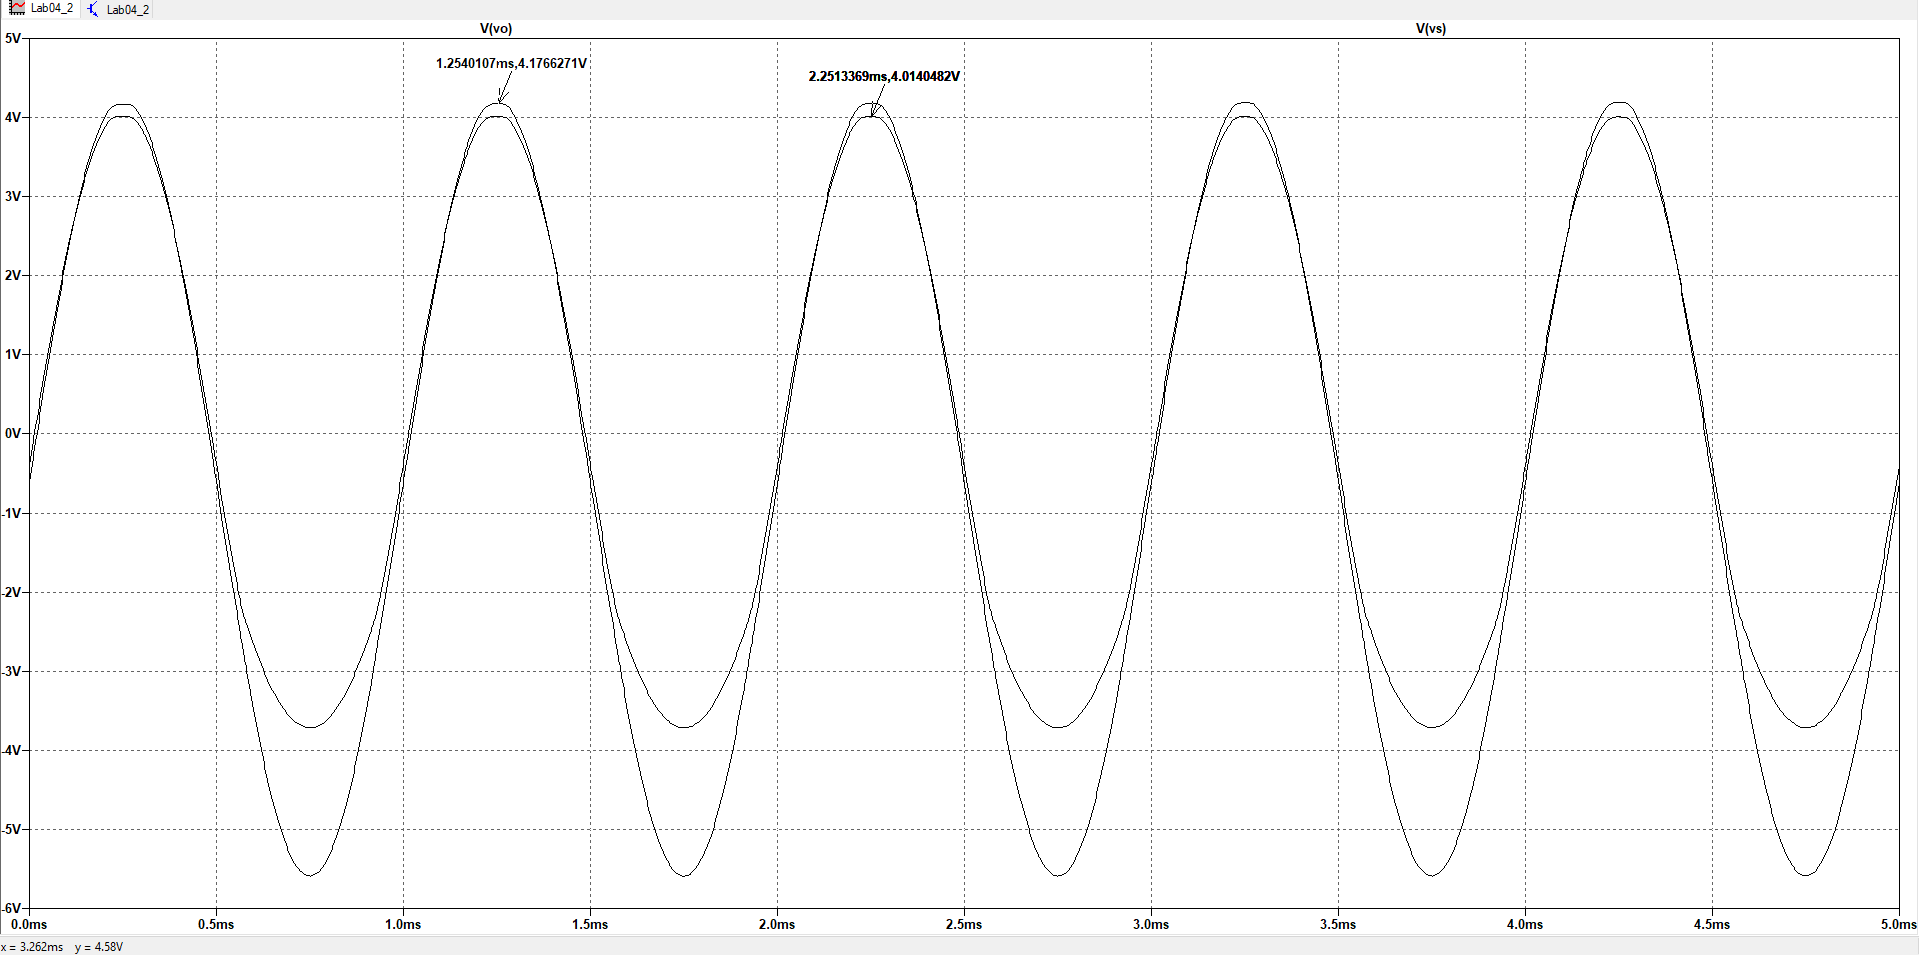 Lab04_2 Lab04_2
V(vo) V(vs)
5V
1.2540107ms,4.1766271V
2.2513369ms,4.0140482V
4V
3V
2V
1V
0V
-1V
-2V
-3V
-4V
-5V
-6V
0.0ms 0.5ms 1.0ms 1.5ms 2.0ms 2.5ms 3.0ms 3.5ms 4.0ms 4.5ms 5.0ms
x = 3.262ms y = 4.58V